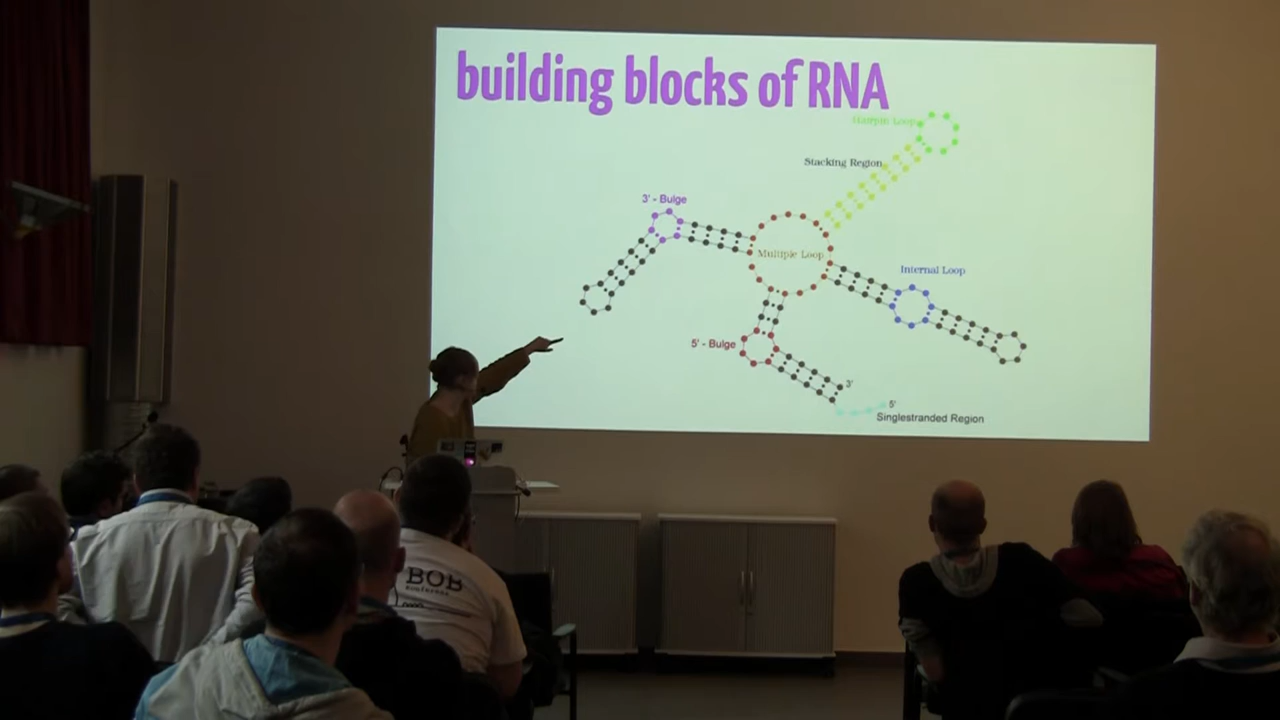 building blocks of RNA
Hairpin Loop
Stacking Region
3' - Bulge
Multiple Loop
Internal Loop
5' - Bulge
3'
5'
Singlestranded Region
BOB
Konferenz